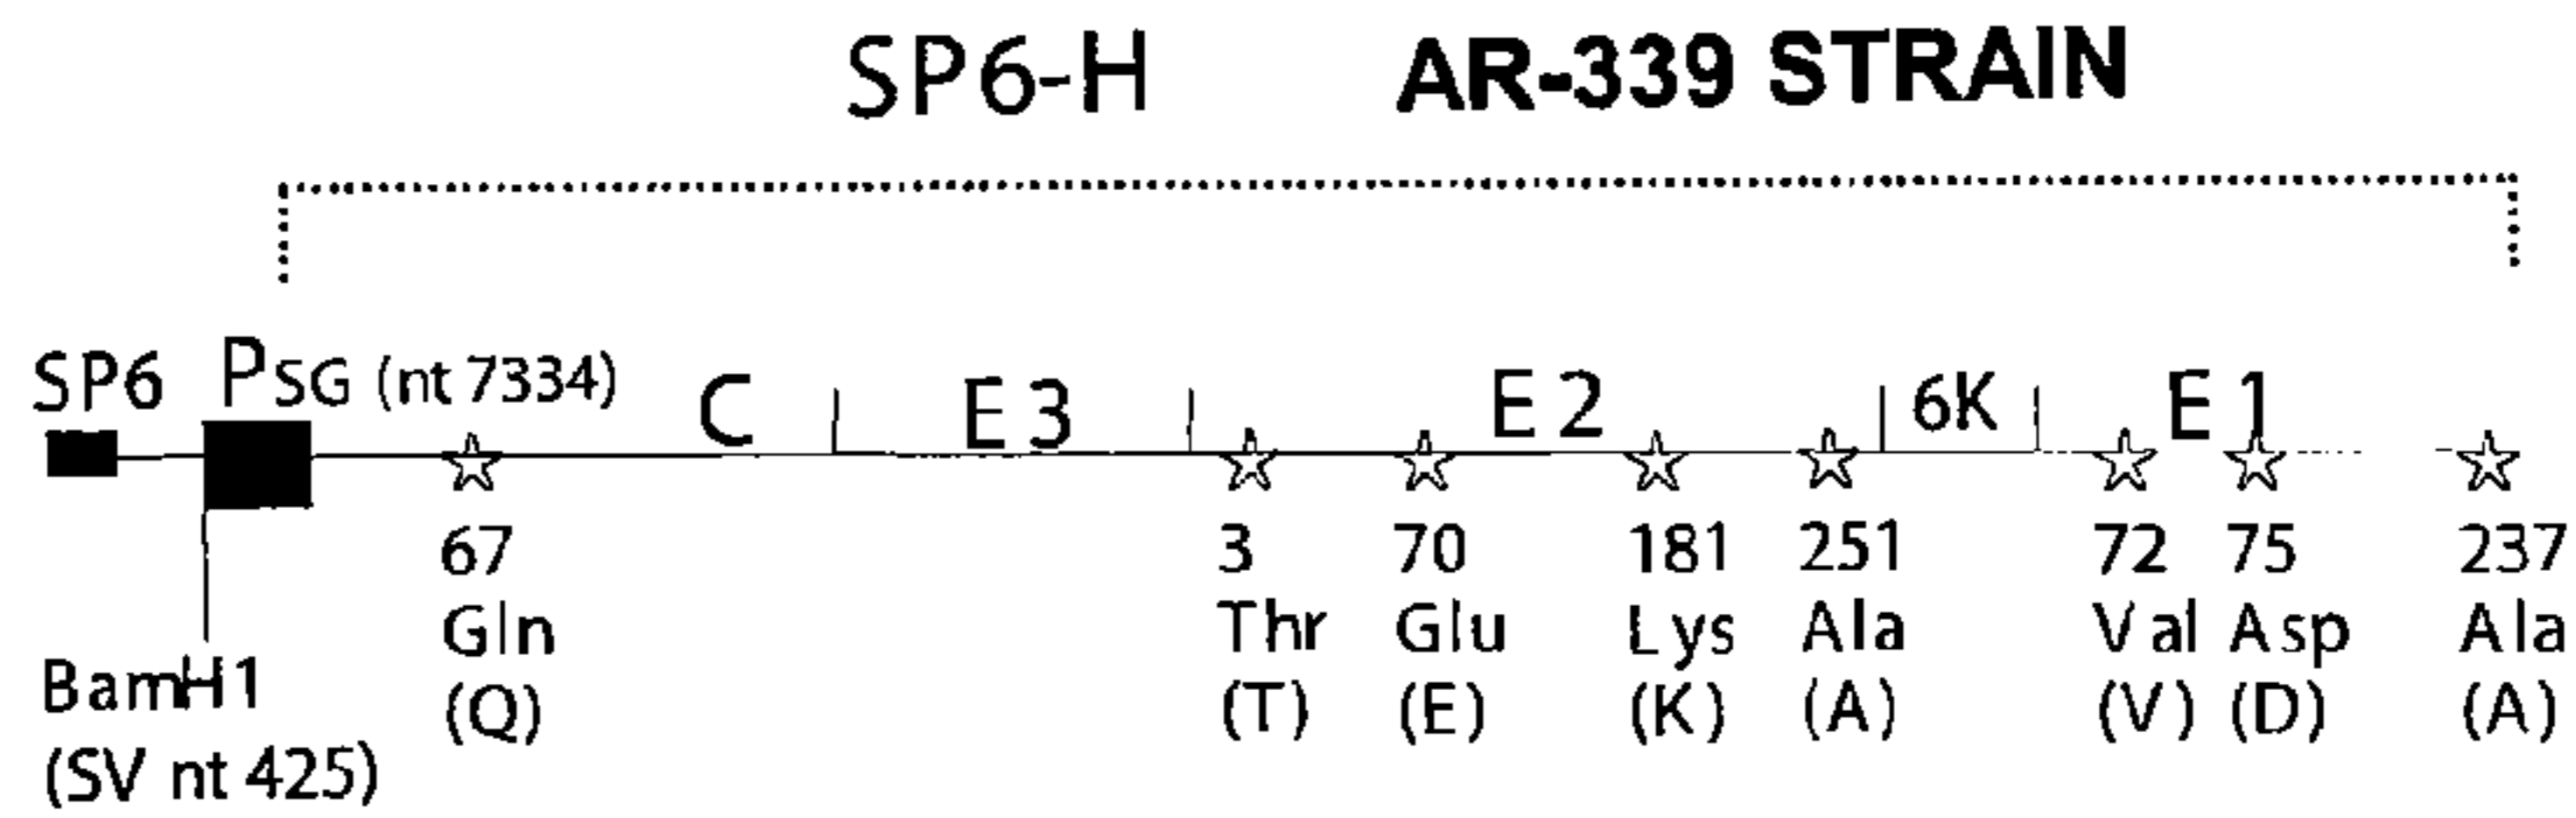 SP6-H AR-339 STRAIN
SP6 PSG (nt 7334) C E3 E2 6K E1
67 3 70 181 251 72 75 237
Gln Thr Glu Lys Ala Val Asp Ala
(Q) (T) (E) (K) (A) (V) (D) (A)
BamH1
(SV nt 425)